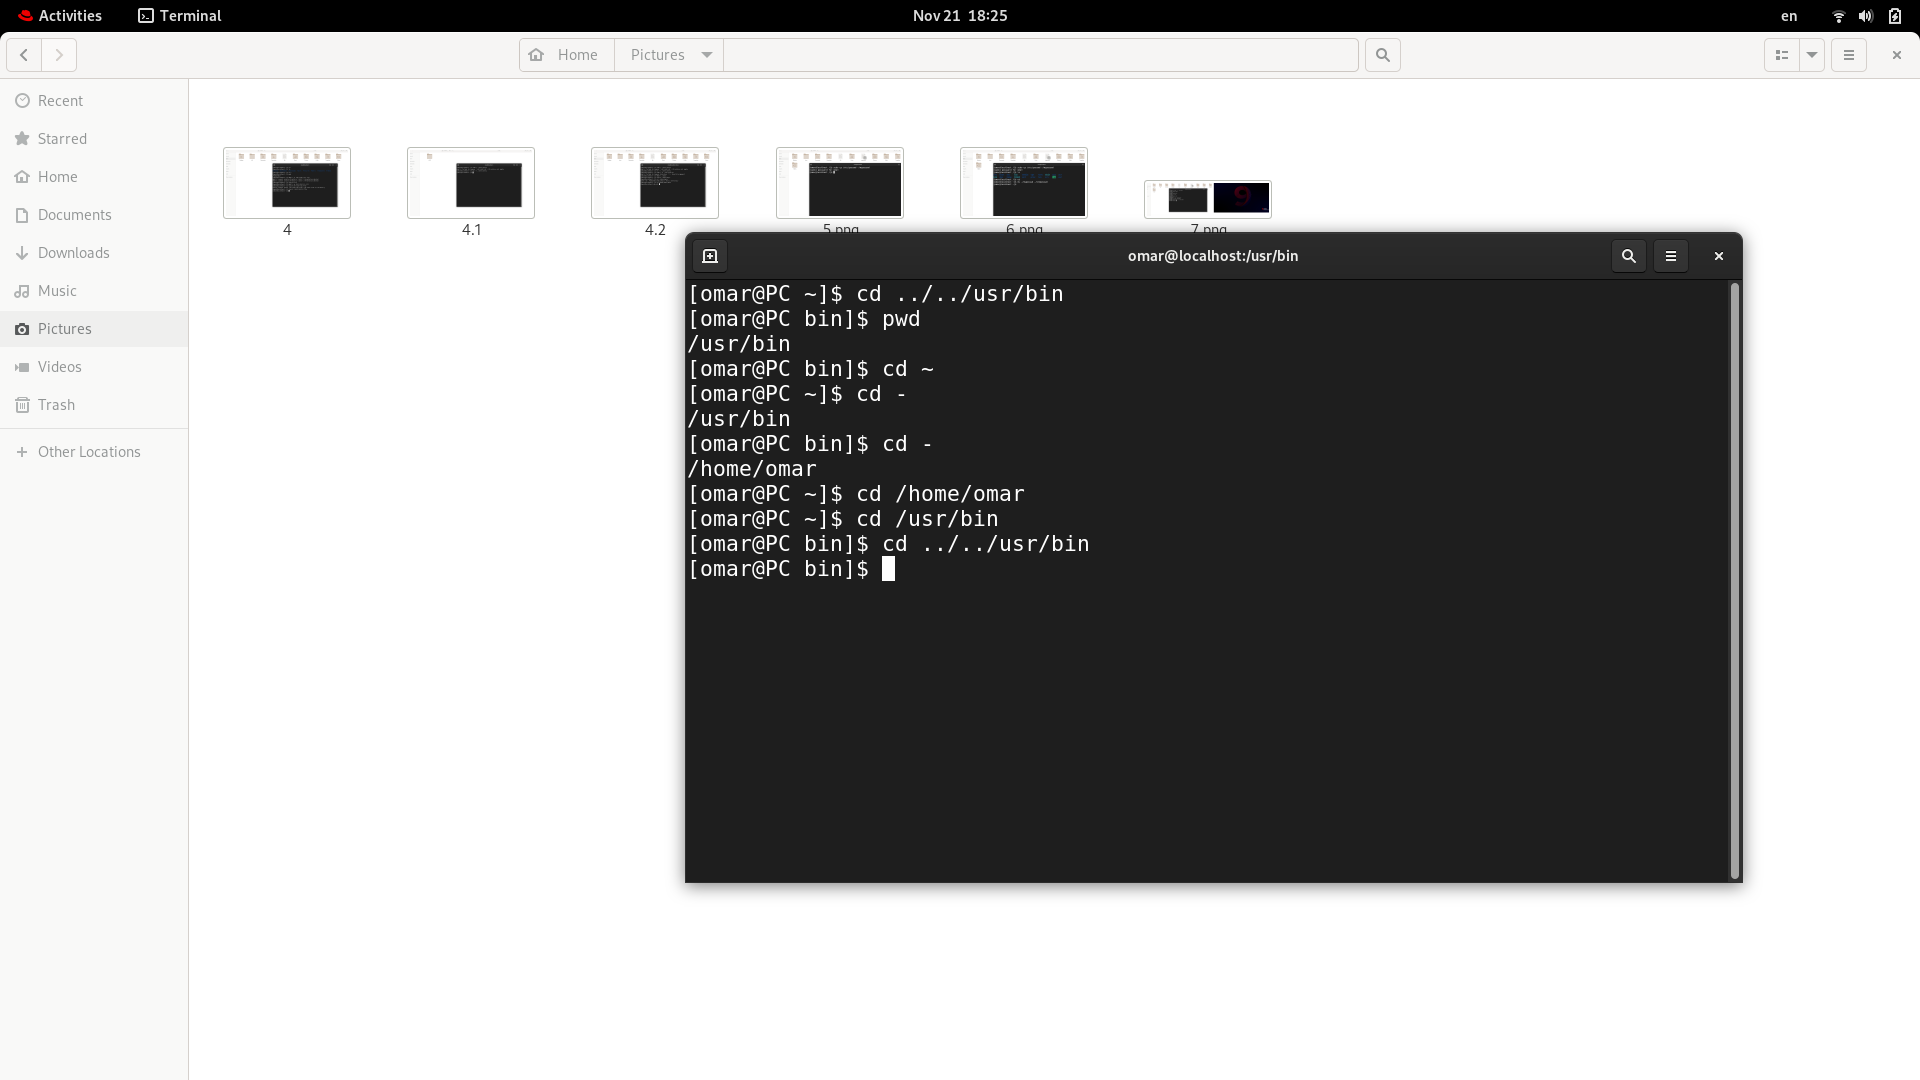 Activities
Terminal
Nov 21 18:25
en
Home
Pictures
Recent
Starred
Home
Documents
Downloads
Music
Pictures
Videos
Trash
+ Other Locations
4
4.1
4.2
5.png
6.png
7.png
omar@localhost:/usr/bin
[omar@PC ~]$ cd ../../usr/bin
[omar@PC bin]$ pwd
/usr/bin
[omar@PC bin]$ cd ~
[omar@PC ~]$ cd -
/usr/bin
[omar@PC bin]$ cd -
/home/omar
[omar@PC ~]$ cd /home/omar
[omar@PC ~]$ cd /usr/bin
[omar@PC bin]$ cd ../../usr/bin
[omar@PC bin]$